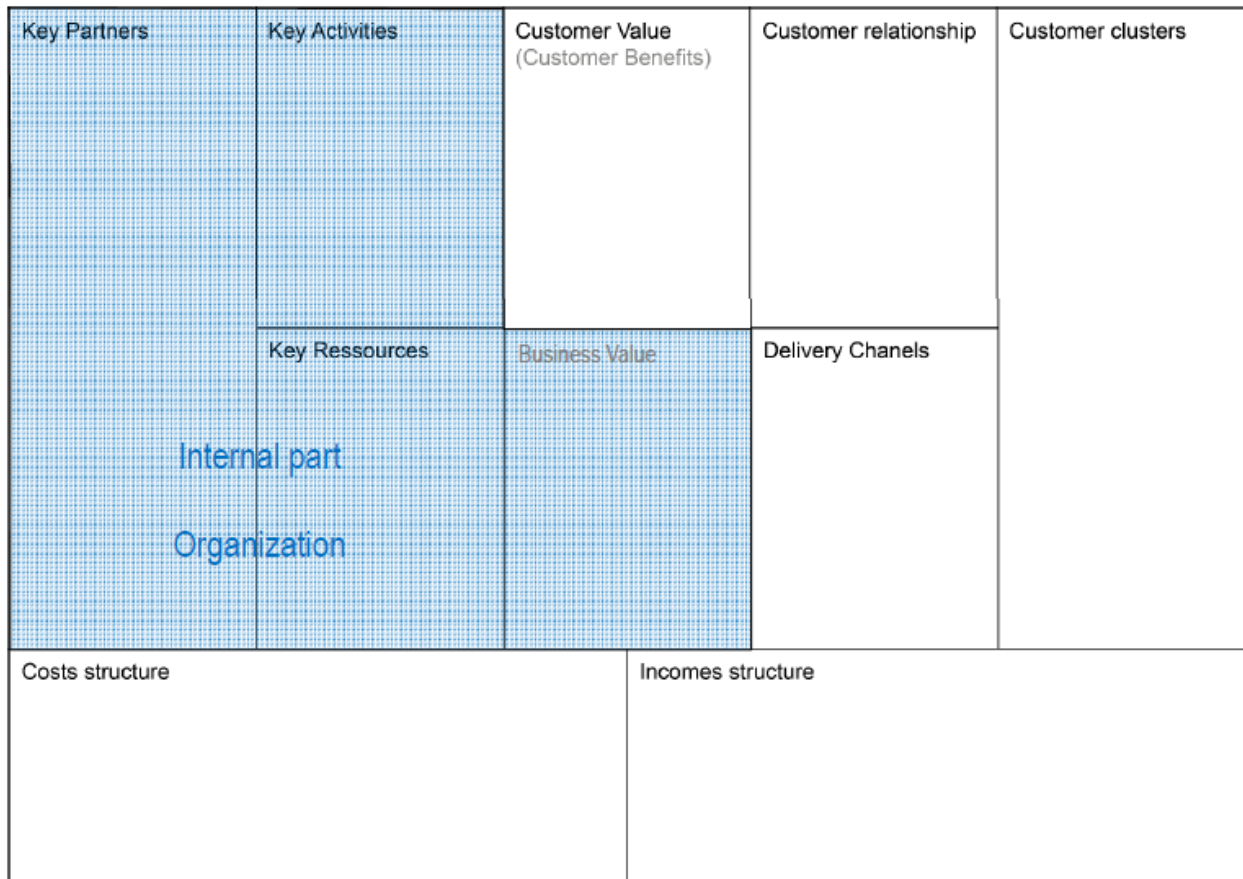 Key Partners
Key Activities
Customer Value
(Customer Benefits)
Customer relationship
Customer clusters
Key Ressources
Business Value
Delivery Chanels
Internal part
Organization
Costs structure
Incomes structure